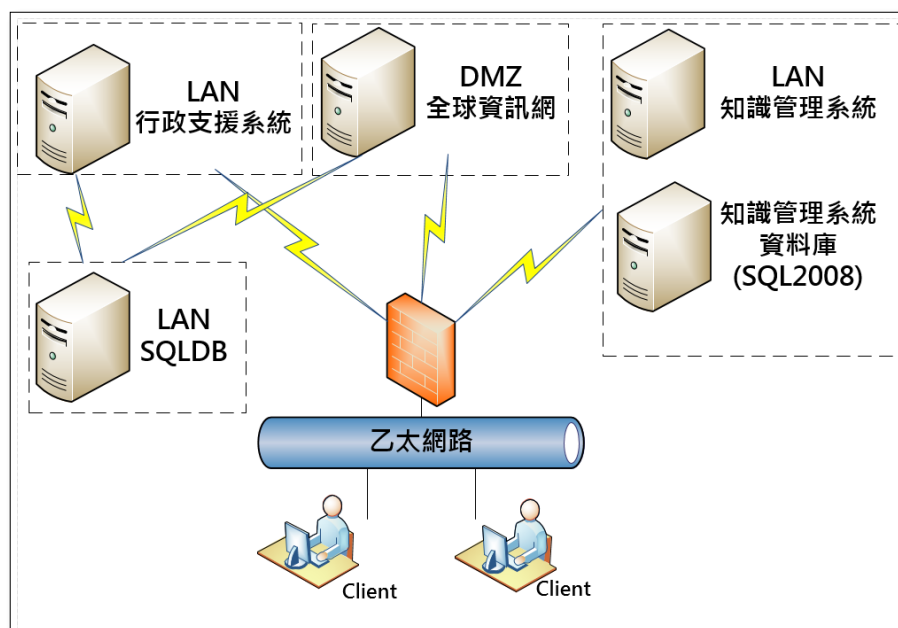 LAN
行政支援系統
DMZ
全球資訊網
LAN
知識管理系統
知識管理系統
資料庫
(SQL2008)
LAN
SQLDB
乙太網路
Client
Client